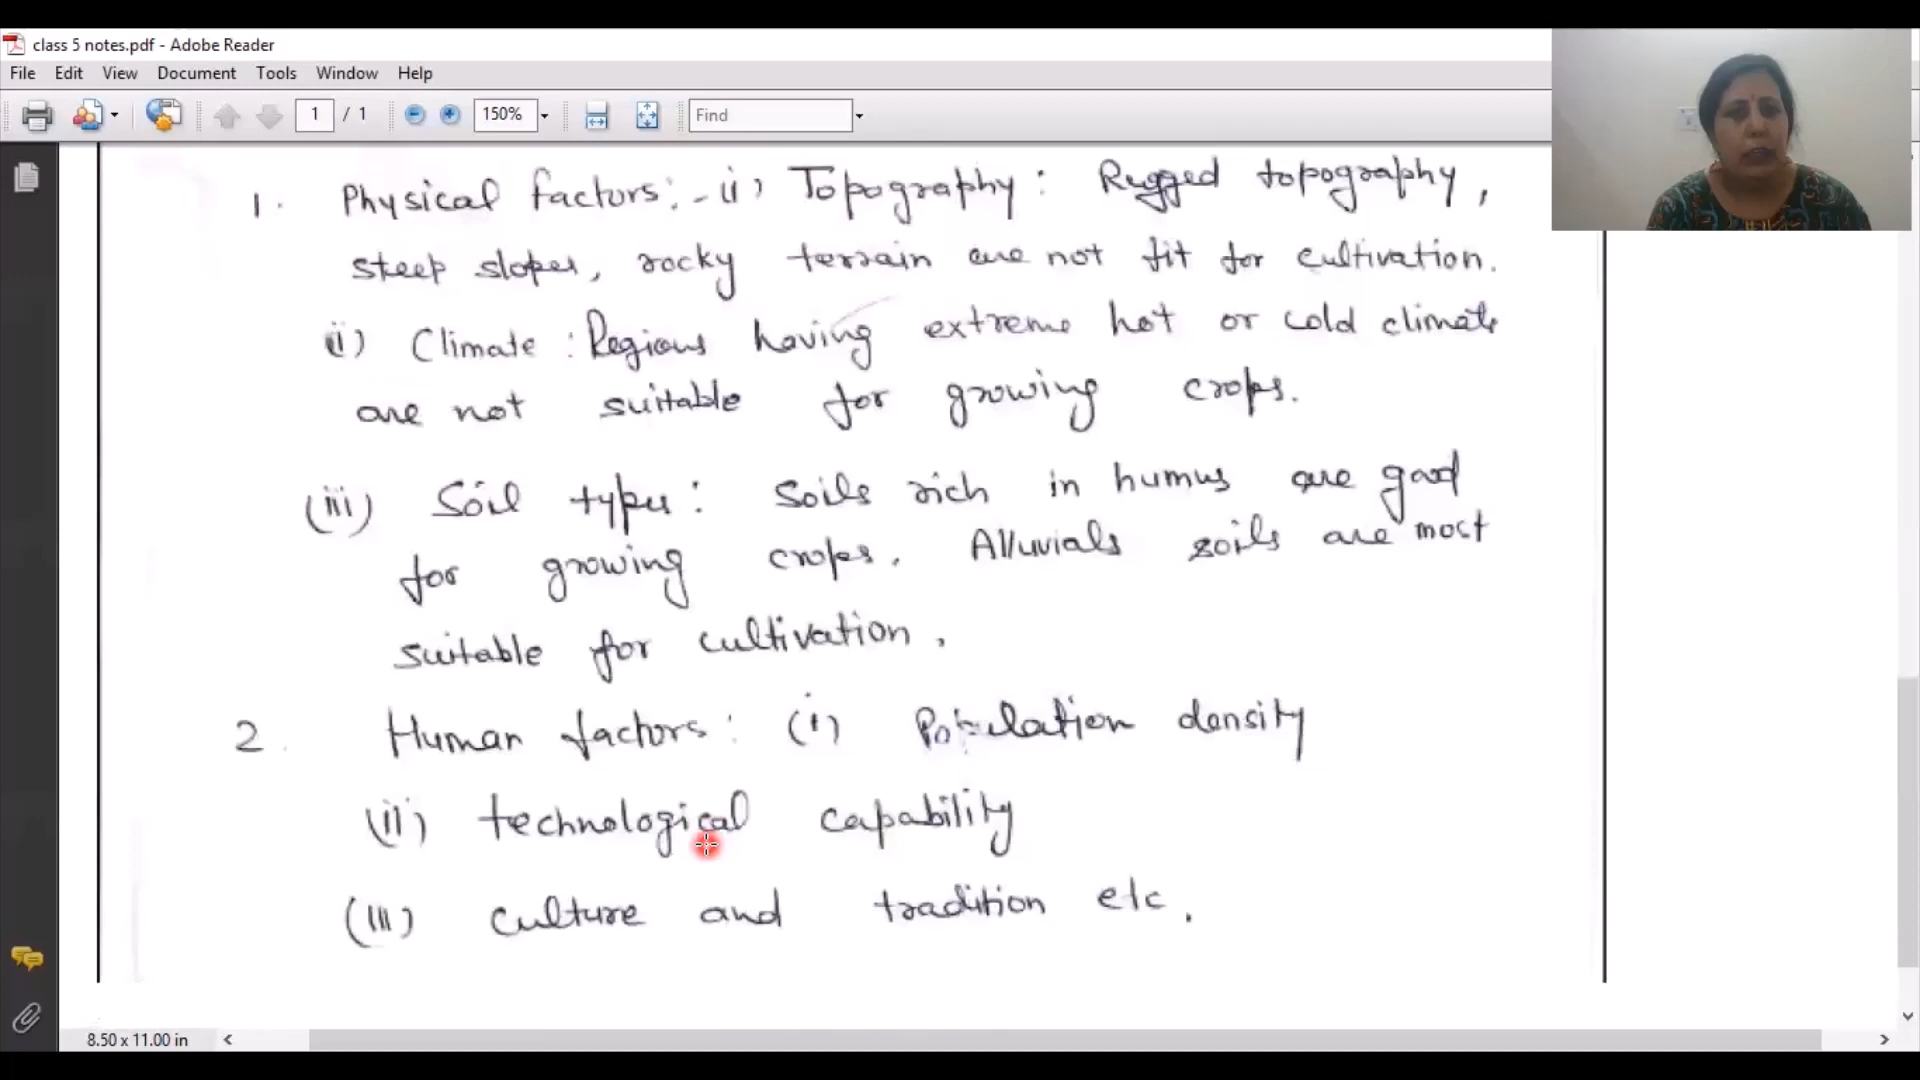 class 5 notes.pdf - Adobe Reader
File Edit View Document Tools Window Help
1 / 1 150% Find
1. Physical factors:- (i) Topography: Rugged topography,
steep slopes, rocky terrain are not fit for cultivation.
(ii) Climate: Regions having extreme hot or cold climate
are not suitable for growing crops.
(iii) Soil types: Soils rich in humus are good
for growing crops. Alluvials soils are most
suitable for cultivation.
2. Human factors: (i) Population density
(ii) technological capability
(iii) culture and tradition etc.
8.50 x 11.00 in